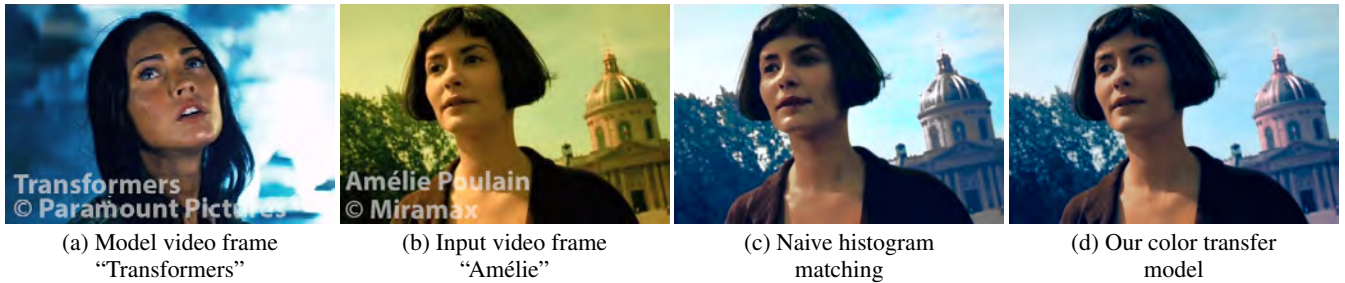 Transformers
© Paramount Pictures
Amélie Poulain
© Miramax
(a) Model video frame
“Transformers”
(b) Input video frame
“Amélie”
(c) Naive histogram
matching
(d) Our color transfer
model